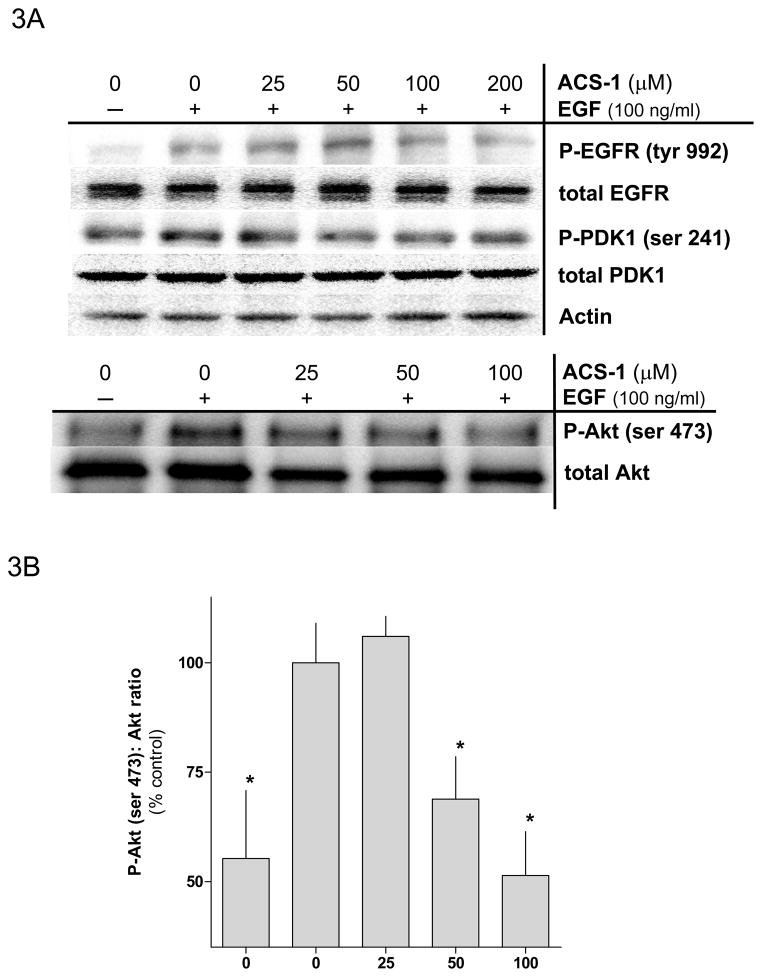 3A
0 0 25 50 100 200 ACS-1 (μM)
– + + + + + EGF (100 ng/ml)
P-EGFR (tyr 992)
total EGFR
P-PDK1 (ser 241)
total PDK1
Actin
0 0 25 50 100 ACS-1 (μM)
– + + + + EGF (100 ng/ml)
P-Akt (ser 473)
total Akt
3B
P-Akt (ser 473): Akt ratio
(% control)
100
75
50
*
*
*
0 0 25 50 100